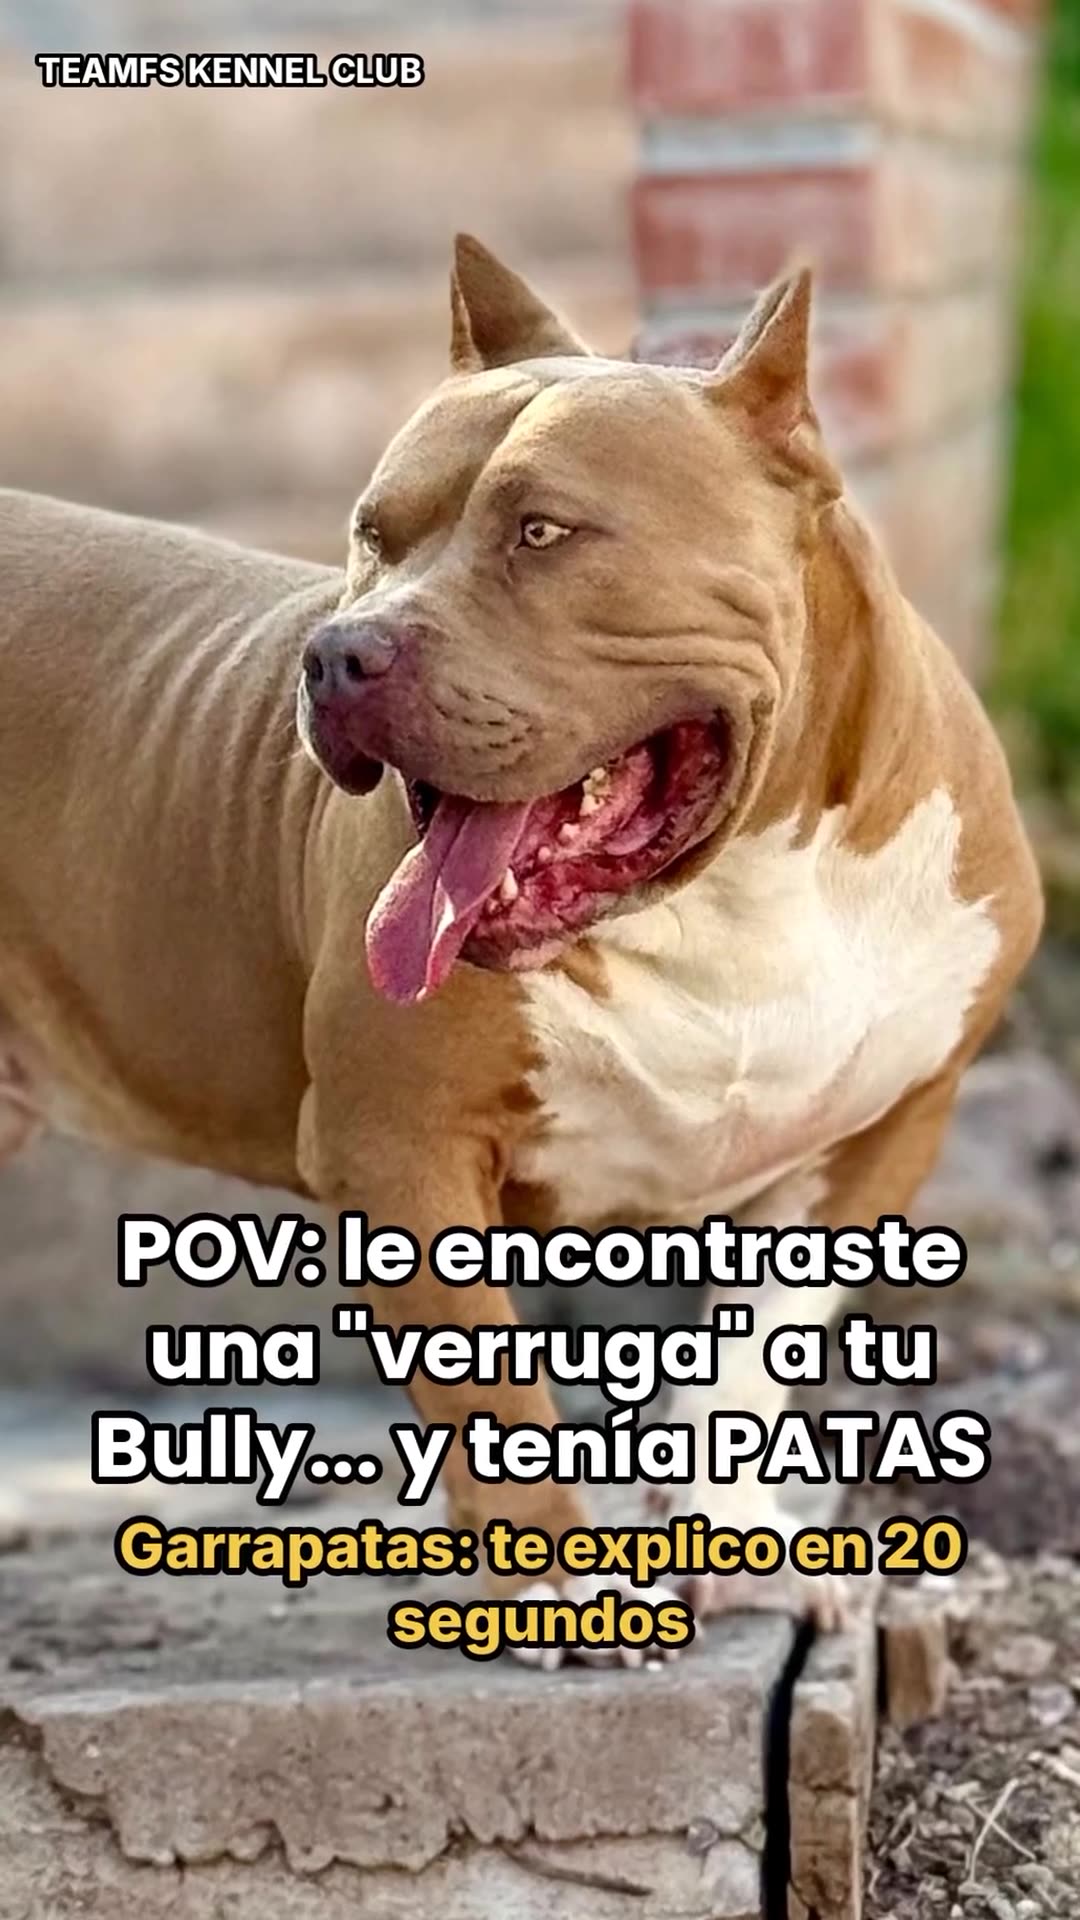 TEAMFS KENNEL CLUB
POV: le encontraste
una "verruga" a tu
Bully... y tenía PATAS
Garrapatas: te explico en 20
segundos